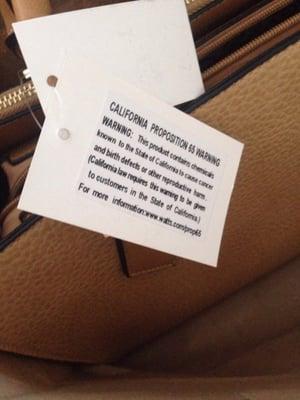 CALIFORNIA PROPOSITION 65 WARNING
WARNING: This product contains chemicals
known to the State of California to cause cancer
and birth defects or other reproductive harm.
(California law requires this warning to be given
to customers in the State of California.)
For more information:www.watts.com/prop65